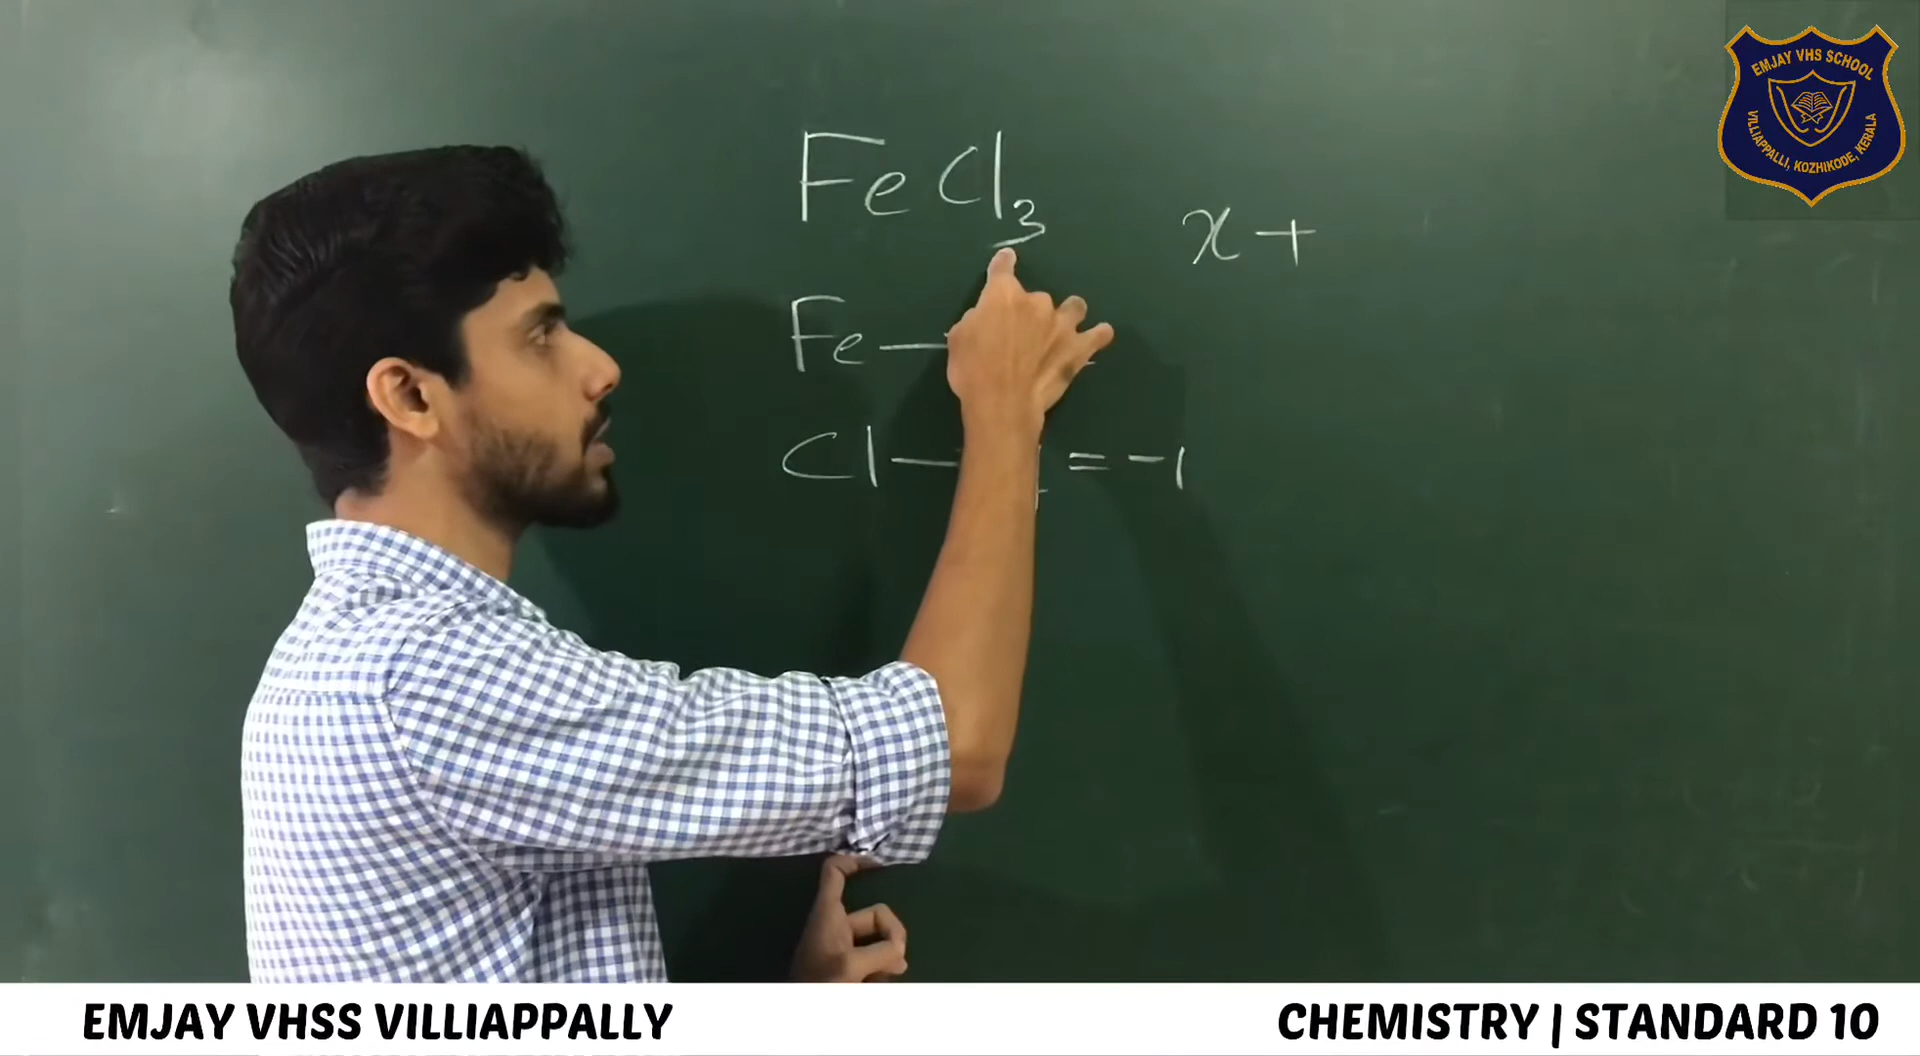 EMJAY VHS SCHOOL
VILLIAPPALLI, KOZHIKODE, KERALA
FeCl₃
x +
Fe —
Cl — = -1
EMJAY VHSS VILLIAPPALLY
CHEMISTRY | STANDARD 10